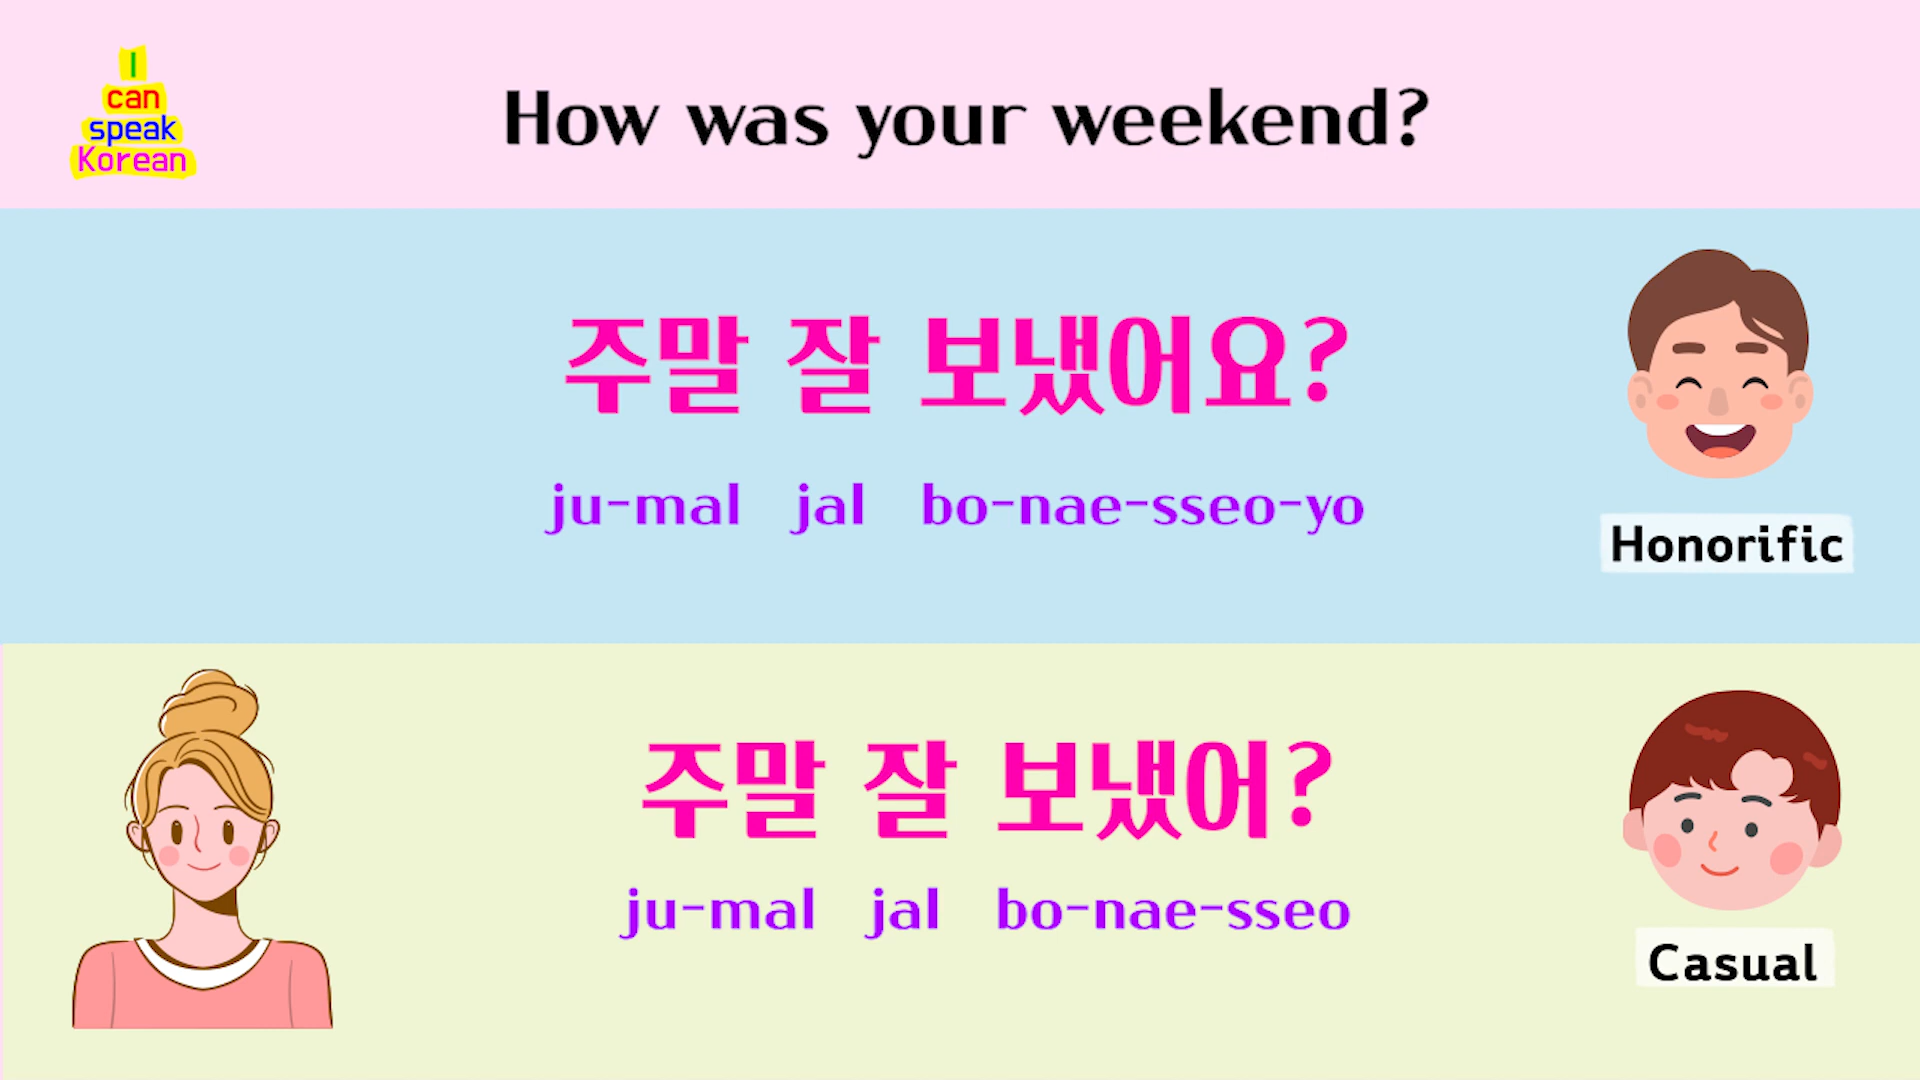 I
can
speak
Korean
How was your weekend?
주말 잘 보냈어요?
ju-mal jal bo-nae-sseo-yo
Honorific
주말 잘 보냈어?
ju-mal jal bo-nae-sseo
Casual